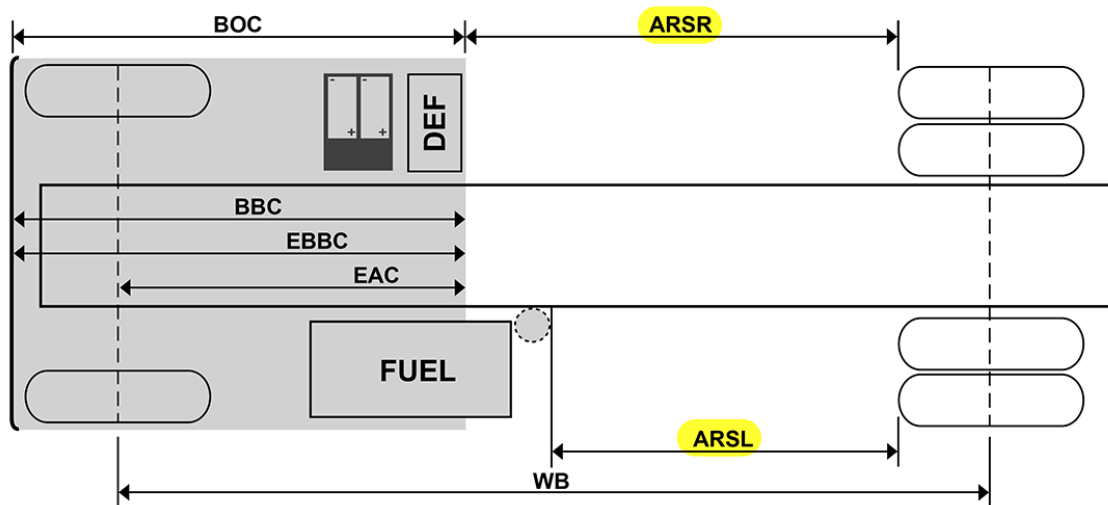 BOC
ARSR
- -
+ +
DEF
BBC
EBBC
EAC
FUEL
ARSL
WB